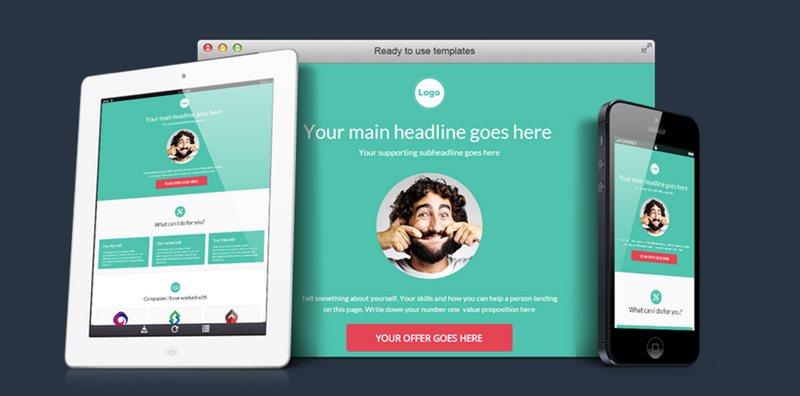 Ready to use templates
Logo
Your main headline goes here
Your supporting subheadline goes here
Tell something about yourself. Your skills and how you can help a person landing
on this page. Write down your number one value proposition here
YOUR OFFER GOES HERE
Your main headline goes here
YOUR OFFER GOES HERE
What can I do for you?
Companies I have worked with
Your main headline goes here
YOUR OFFER GOES HERE
What can i do for you?